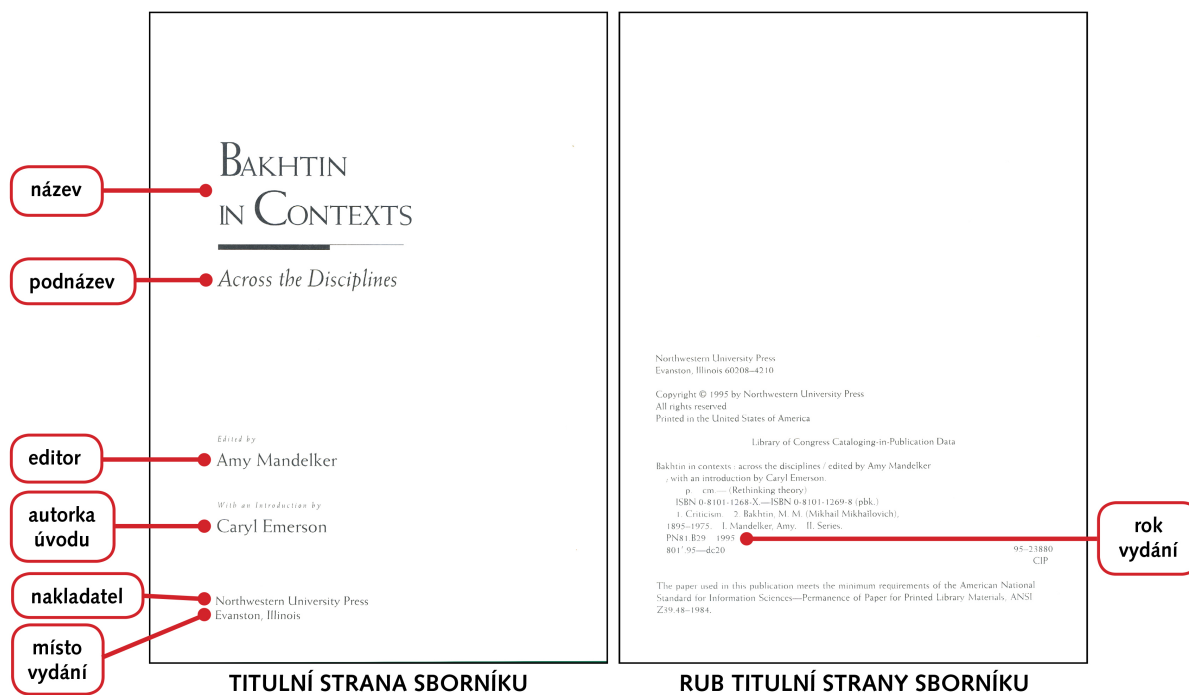 název
BAKHTIN
IN CONTEXTS
podnázev
Across the Disciplines
editor
Edited by
Amy Mandelker
autorka
úvodu
With an Introduction by
Caryl Emerson
nakladatel
Northwestern University Press
místo
vydání
Evanston, Illinois
TITULNÍ STRANA SBORNÍKU
Northwestern University Press
Evanston, Illinois 60208–4210
Copyright © 1995 by Northwestern University Press
All rights reserved
Printed in the United States of America
Library of Congress Cataloging-in-Publication Data
Bakhtin in contexts : across the disciplines / edited by Amy Mandelker
; with an introduction by Caryl Emerson.
p. cm.— (Rethinking theory)
ISBN 0-8101-1268-X.—ISBN 0-8101-1269-8 (pbk.)
1. Criticism. 2. Bakhtin, M. M. (Mikhail Mikhaĭlovich),
1895–1975. I. Mandelker, Amy. II. Series.
PN81.B29 1995
801'.95—dc20 95–23880
CIP
rok
vydání
The paper used in this publication meets the minimum requirements of the American National
Standard for Information Sciences—Permanence of Paper for Printed Library Materials, ANSI
Z39.48–1984.
RUB TITULNÍ STRANY SBORNÍKU